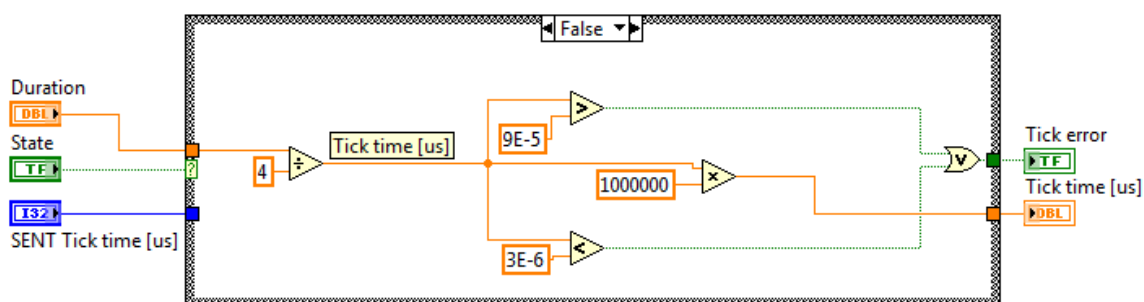 False
Duration
DBL
State
TF
?
I32
SENT Tick time [us]
4
÷
Tick time [us]
>
9E-5
1000000
×
<
3E-6
V
Tick error
TF
Tick time [us]
DBL